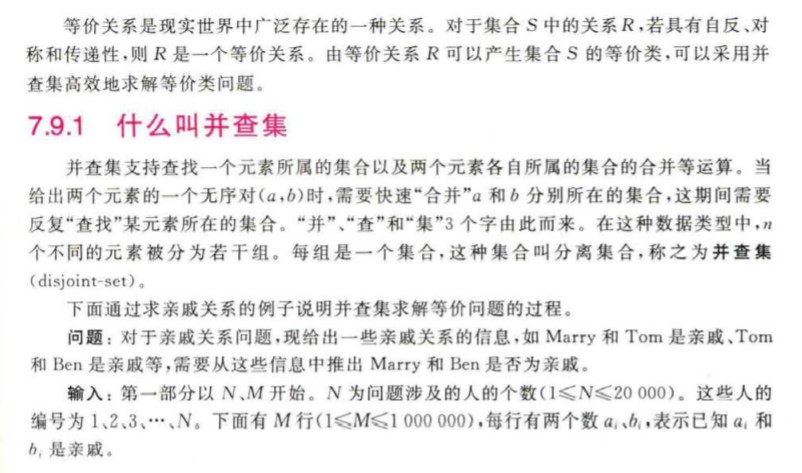 等价关系是现实世界中广泛存在的一种关系。对于集合 S 中的关系 R,若具有自反、对
称和传递性,则 R 是一个等价关系。由等价关系 R 可以产生集合 S 的等价类,可以采用并
查集高效地求解等价类问题。
7.9.1 什么叫并查集
并查集支持查找一个元素所属的集合以及两个元素各自所属的集合的合并等运算。当
给出两个元素的一个无序对(a,b)时,需要快速“合并”a 和 b 分别所在的集合,这期间需要
反复“查找”某元素所在的集合。“并”、“查”和“集”3 个字由此而来。在这种数据类型中,n
个不同的元素被分为若干组。每组是一个集合,这种集合叫分离集合,称之为并查集
(disjoint-set)。
下面通过求亲戚关系的例子说明并查集求解等价问题的过程。
问题:对于亲戚关系问题,现给出一些亲戚关系的信息,如 Marry 和 Tom 是亲戚、Tom
和 Ben 是亲戚等,需要从这些信息中推出 Marry 和 Ben 是否为亲戚。
输入:第一部分以 N、M 开始。N 为问题涉及的人的个数(1≤N≤20 000)。这些人的
编号为 1、2、3、…、N。下面有 M 行(1≤M≤1 000 000),每行有两个数 aᵢ、bᵢ,表示已知 aᵢ 和
bᵢ 是亲戚。